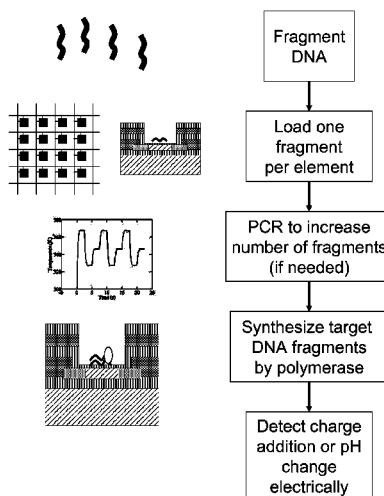 Fragment
DNA
Load one
fragment
per element
PCR to increase
number of fragments
(if needed)
Synthesize target
DNA fragments
by polymerase
Detect charge
addition or pH
change
electrically